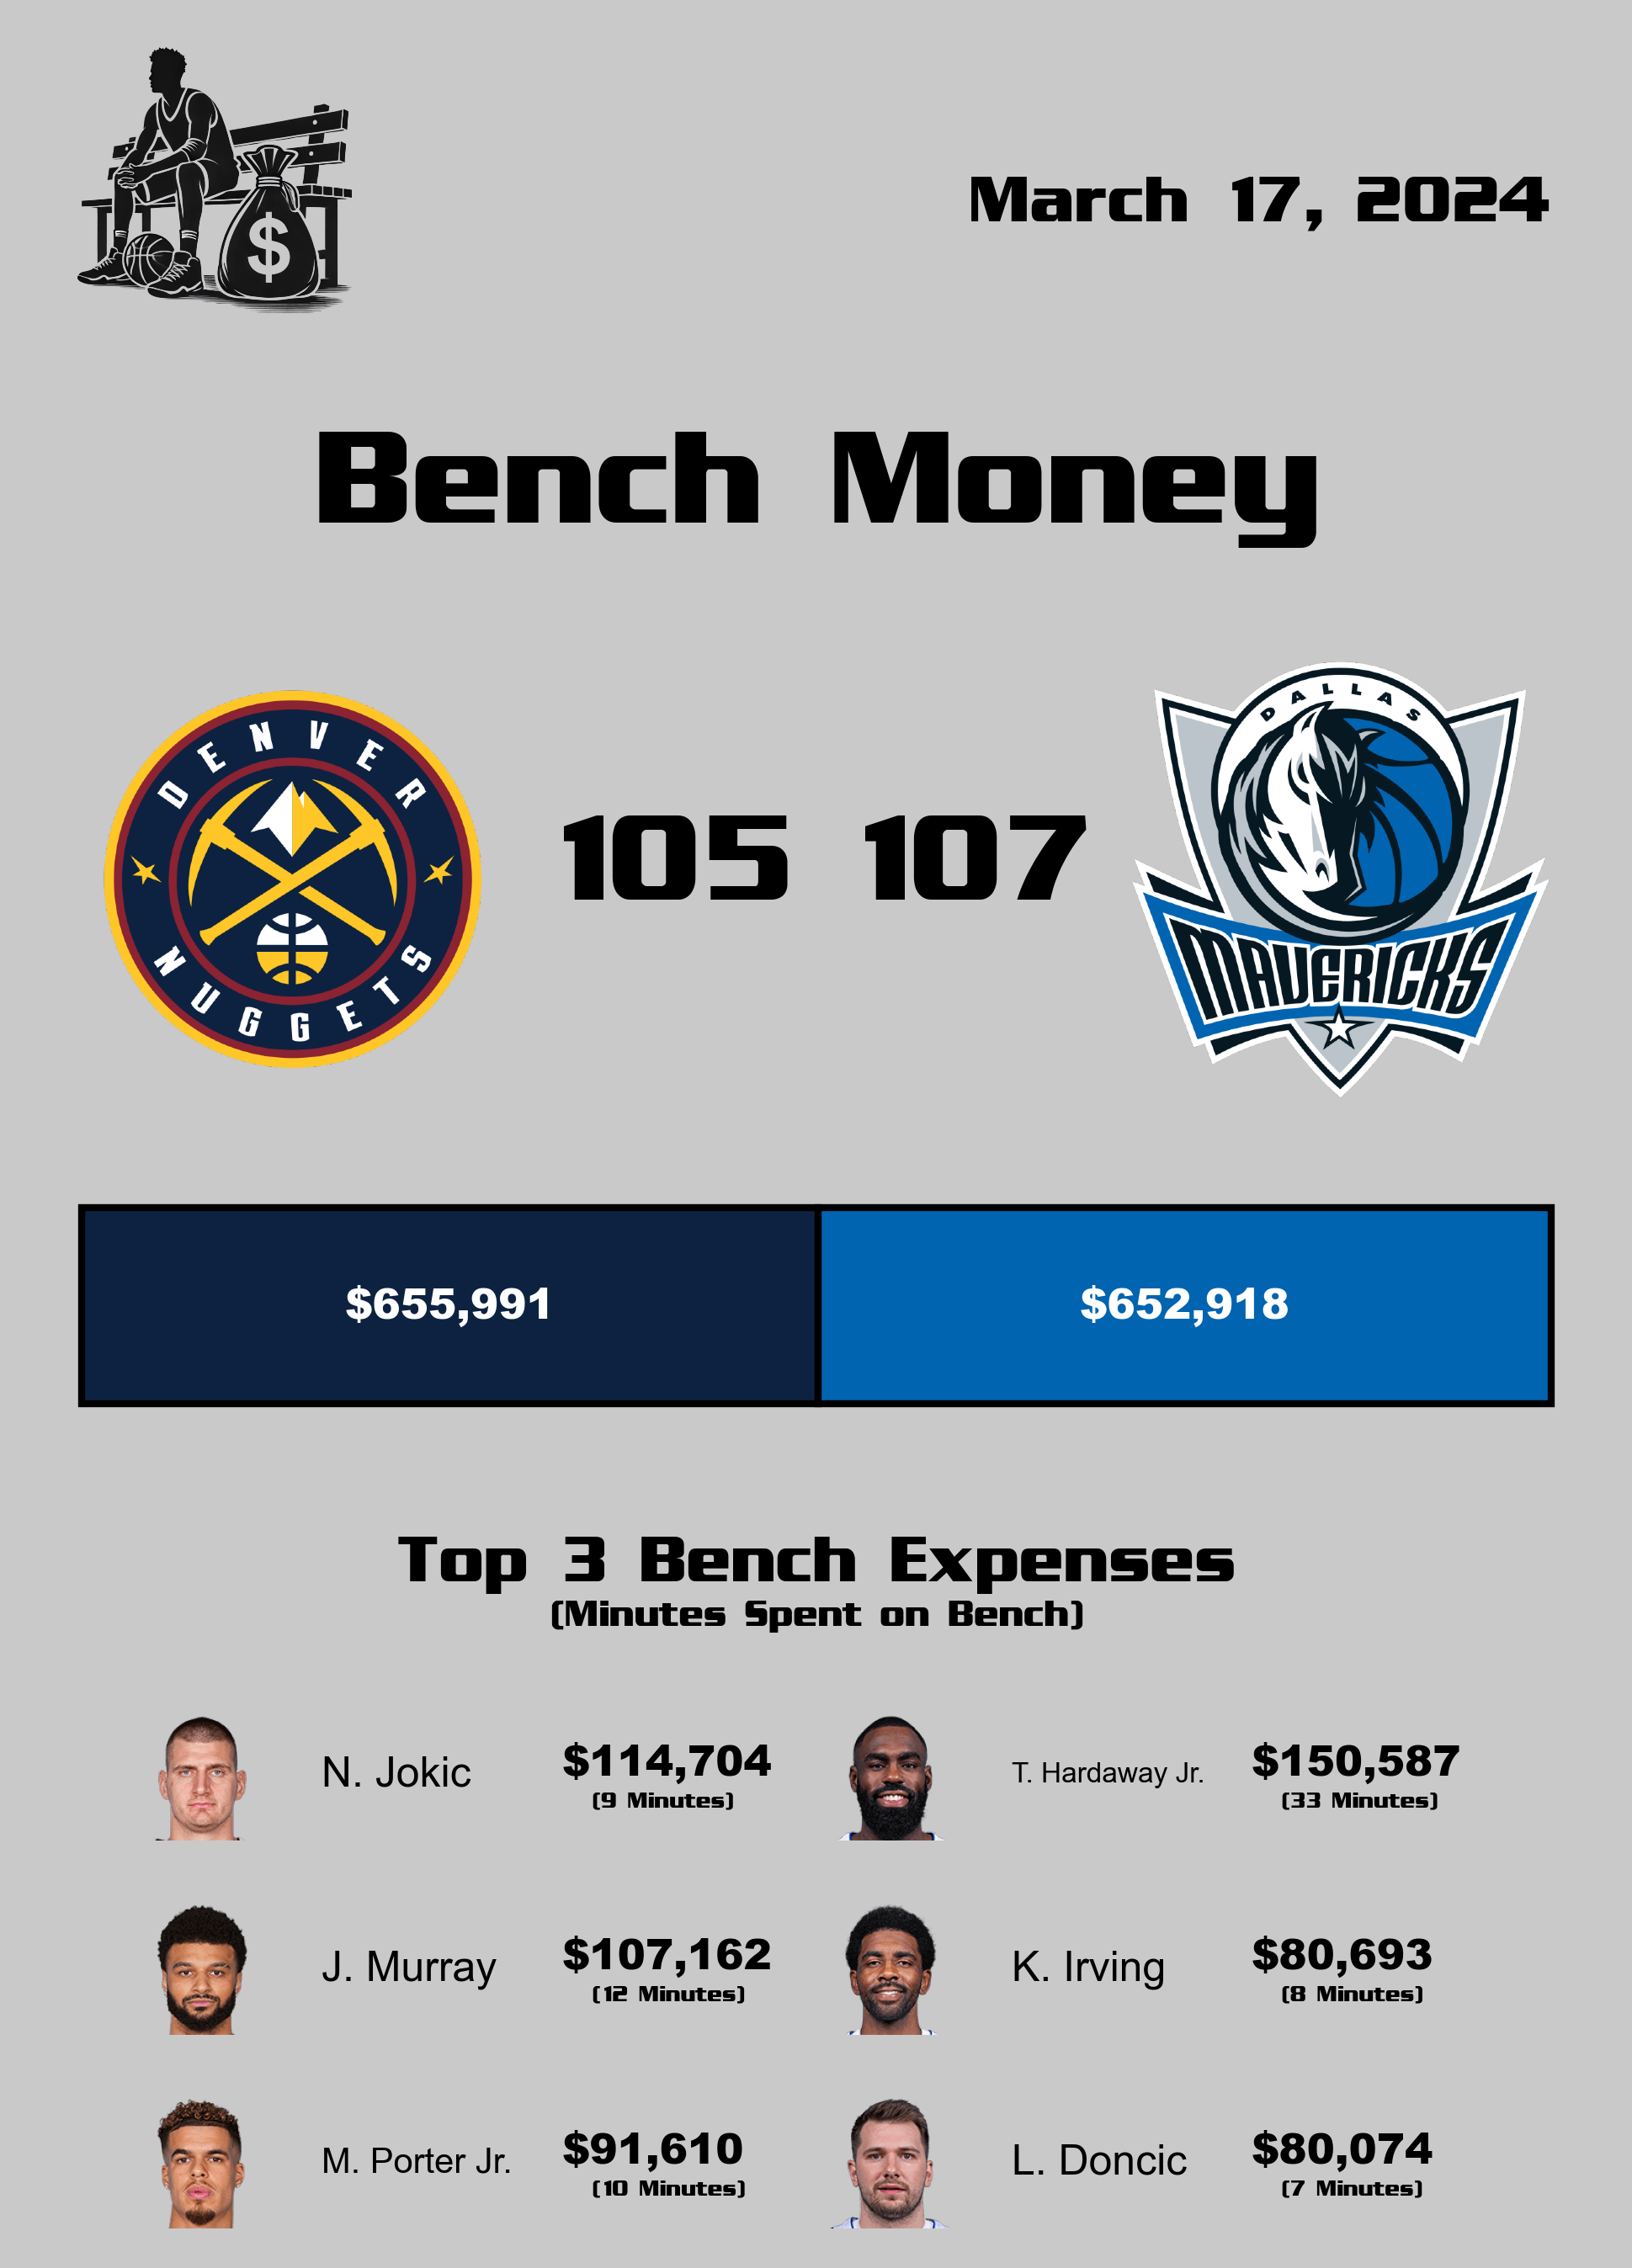 $
March 17, 2024
Bench Money
DENVER
NUGGETS
105 107
DALLAS
MAVERICKS
$655,991
$652,918
Top 3 Bench Expenses
(Minutes Spent on Bench)
N. Jokic
$114,704
(9 Minutes)
T. Hardaway Jr.
$150,587
(33 Minutes)
J. Murray
$107,162
(12 Minutes)
K. Irving
$80,693
(8 Minutes)
M. Porter Jr.
$91,610
(10 Minutes)
L. Doncic
$80,074
(7 Minutes)